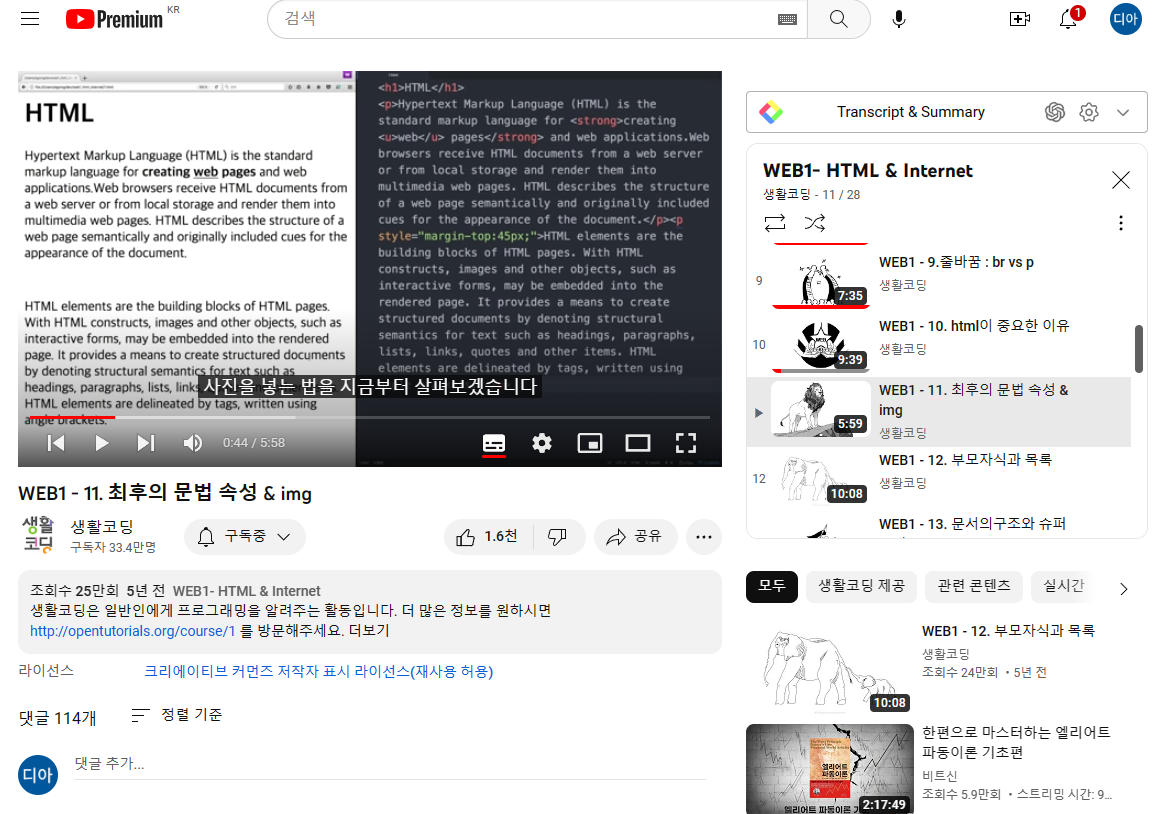 Premium KR
검색
1
디아
HTML
Hypertext Markup Language (HTML) is the standard
markup language for creating web pages and web
applications.Web browsers receive HTML documents from
a web server or from local storage and render them into
multimedia web pages. HTML describes the structure of a
web page semantically and originally included cues for the
appearance of the document.
HTML elements are the building blocks of HTML pages.
With HTML constructs, images and other objects, such as
interactive forms, may be embedded into the rendered
page. It provides a means to create structured documents
by denoting structural semantics for text such as
headings, paragraphs, lists, links,
HTML elements are delineated by tags, written using
angle brackets.
<h1>HTML</h1>
<p>Hypertext Markup Language (HTML) is the
standard markup language for <strong>creating
<u>web</u> pages</strong> and web applications.Web
browsers receive HTML documents from a web server
or from local storage and render them into
multimedia web pages. HTML describes the structure
of a web page semantically and originally included
cues for the appearance of the document.</p><p
style="margin-top:45px;">HTML elements are the
building blocks of HTML pages. With HTML
constructs, images and other objects, such as
interactive forms, may be embedded into the
rendered page. It provides a means to create
structured documents by denoting structural
semantics for text such as headings, paragraphs,
lists, links, quotes and other items. HTML
elements are delineated by tags, written using
사진을 넣는 법을 지금부터 살펴보겠습니다
0:44 / 5:58
WEB1 - 11. 최후의 문법 속성 & img
생활코딩
생활코딩
구독자 33.4만명
구독중
1.6천
공유
조회수 25만회 5년 전 WEB1- HTML & Internet
생활코딩은 일반인에게 프로그래밍을 알려주는 활동입니다. 더 많은 정보를 원하시면
http://opentutorials.org/course/1 를 방문해주세요. 더보기
라이선스 크리에이티브 커먼즈 저작자 표시 라이선스(재사용 허용)
댓글 114개 정렬 기준
디아 댓글 추가...
Transcript & Summary
WEB1- HTML & Internet
생활코딩 - 11 / 28
9
7:35
WEB1 - 9.줄바꿈 : br vs p
생활코딩
10
9:39
WEB1 - 10. html이 중요한 이유
생활코딩
5:59
WEB1 - 11. 최후의 문법 속성 &
img
생활코딩
12
10:08
WEB1 - 12. 부모자식과 목록
생활코딩
WEB1 - 13. 문서의구조와 슈퍼
모두
생활코딩 제공
관련 콘텐츠
실시간
10:08
WEB1 - 12. 부모자식과 목록
생활코딩
조회수 24만회 • 5년 전
엘리어트
파동이론
2:17:49
한편으로 마스터하는 엘리어트
파동이론 기초편
비트신
조회수 5.9만회 • 스트리밍 시간: 9...